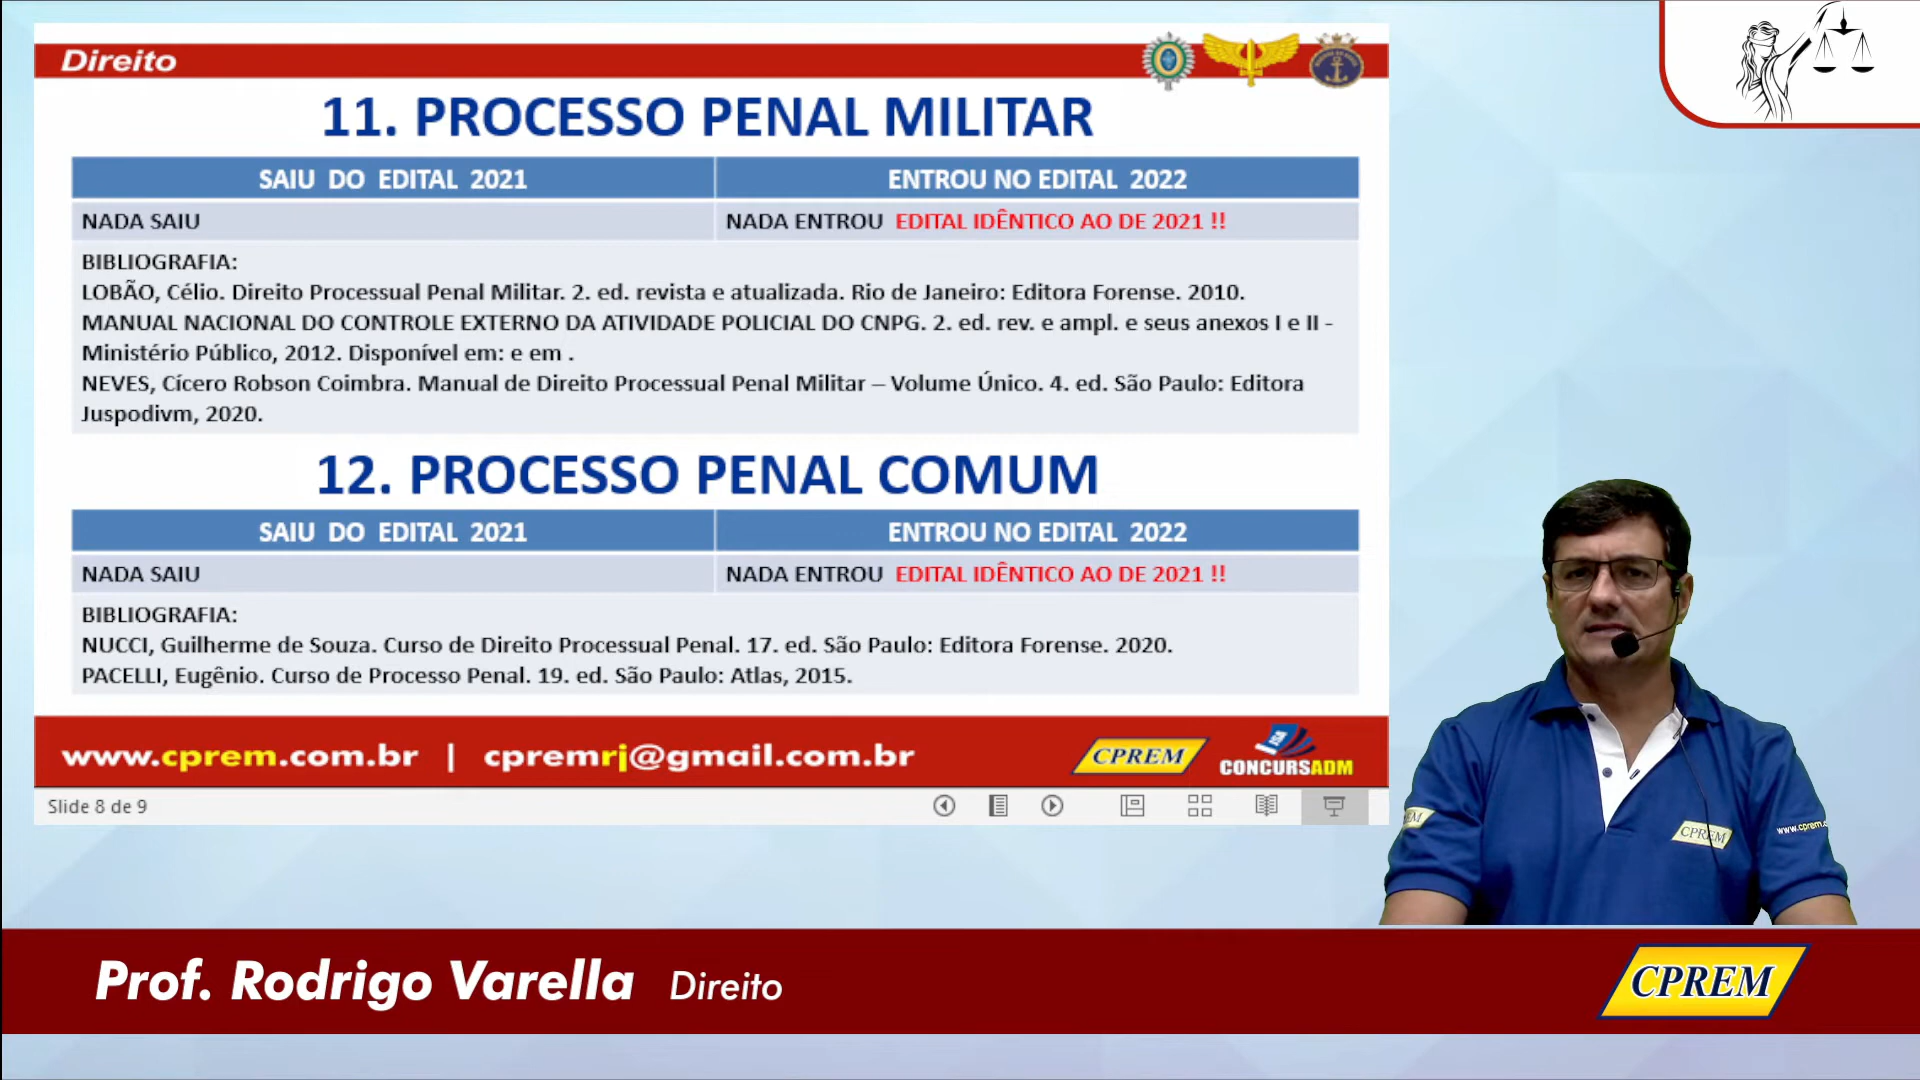 Direito
11. PROCESSO PENAL MILITAR
SAIU DO EDITAL 2021
ENTROU NO EDITAL 2022
NADA SAIU
NADA ENTROU EDITAL IDÊNTICO AO DE 2021 !!
BIBLIOGRAFIA:
LOBÃO, Célio. Direito Processual Penal Militar. 2. ed. revista e atualizada. Rio de Janeiro: Editora Forense. 2010.
MANUAL NACIONAL DO CONTROLE EXTERNO DA ATIVIDADE POLICIAL DO CNPG. 2. ed. rev. e ampl. e seus anexos I e II -
Ministério Público, 2012. Disponível em: e em .
NEVES, Cícero Robson Coimbra. Manual de Direito Processual Penal Militar – Volume Único. 4. ed. São Paulo: Editora
Juspodivm, 2020.
12. PROCESSO PENAL COMUM
SAIU DO EDITAL 2021
ENTROU NO EDITAL 2022
NADA SAIU
NADA ENTROU EDITAL IDÊNTICO AO DE 2021 !!
BIBLIOGRAFIA:
NUCCI, Guilherme de Souza. Curso de Direito Processual Penal. 17. ed. São Paulo: Editora Forense. 2020.
PACELLI, Eugênio. Curso de Processo Penal. 19. ed. São Paulo: Atlas, 2015.
www.cprem.com.br | cpremrj@gmail.com.br
CPREM
CONCURSADM
Slide 8 de 9
CPREM
www.cprem.c
Prof. Rodrigo Varella Direito
CPREM